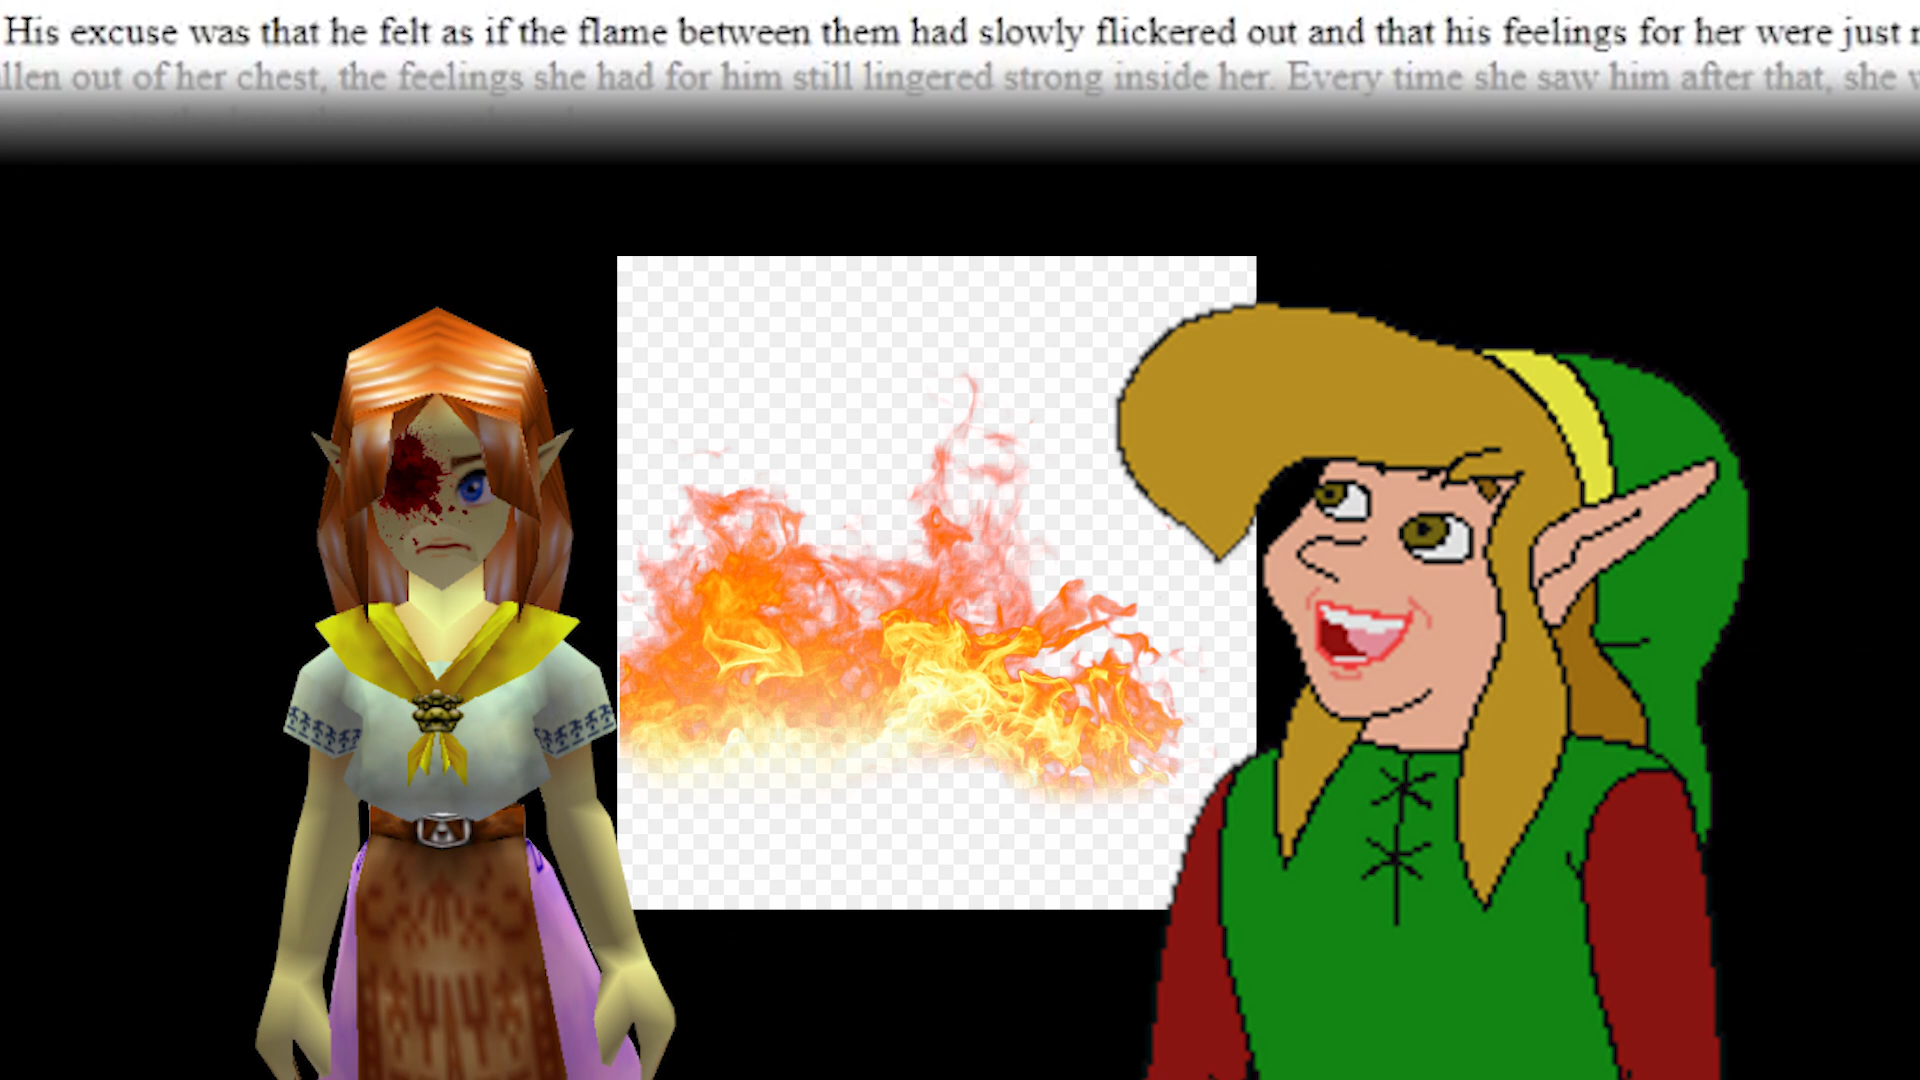 His excuse was that he felt as if the flame between them had slowly flickered out and that his feelings for her were just
out of her chest, the feelings she had for him still lingered strong inside her. Every time she saw him after that, she